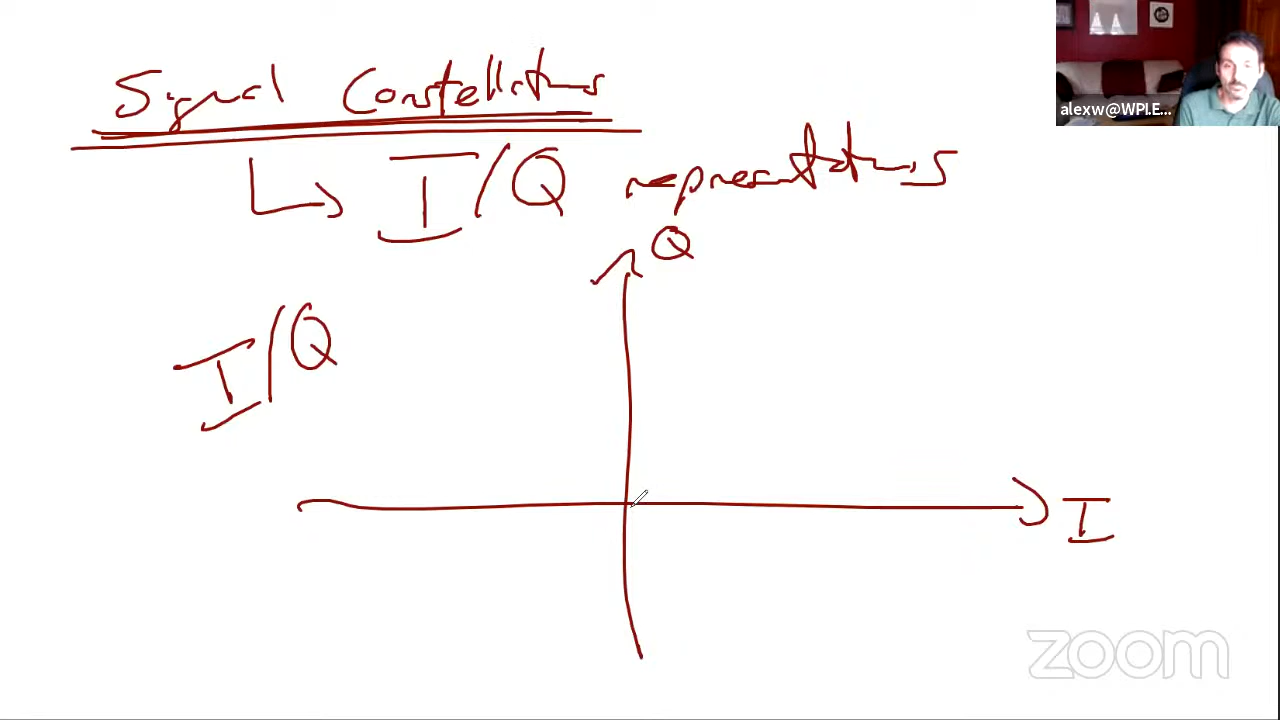 Signal Constellations
I/Q representations
Q
I/Q
I
alexw@WPI.E...
zoom